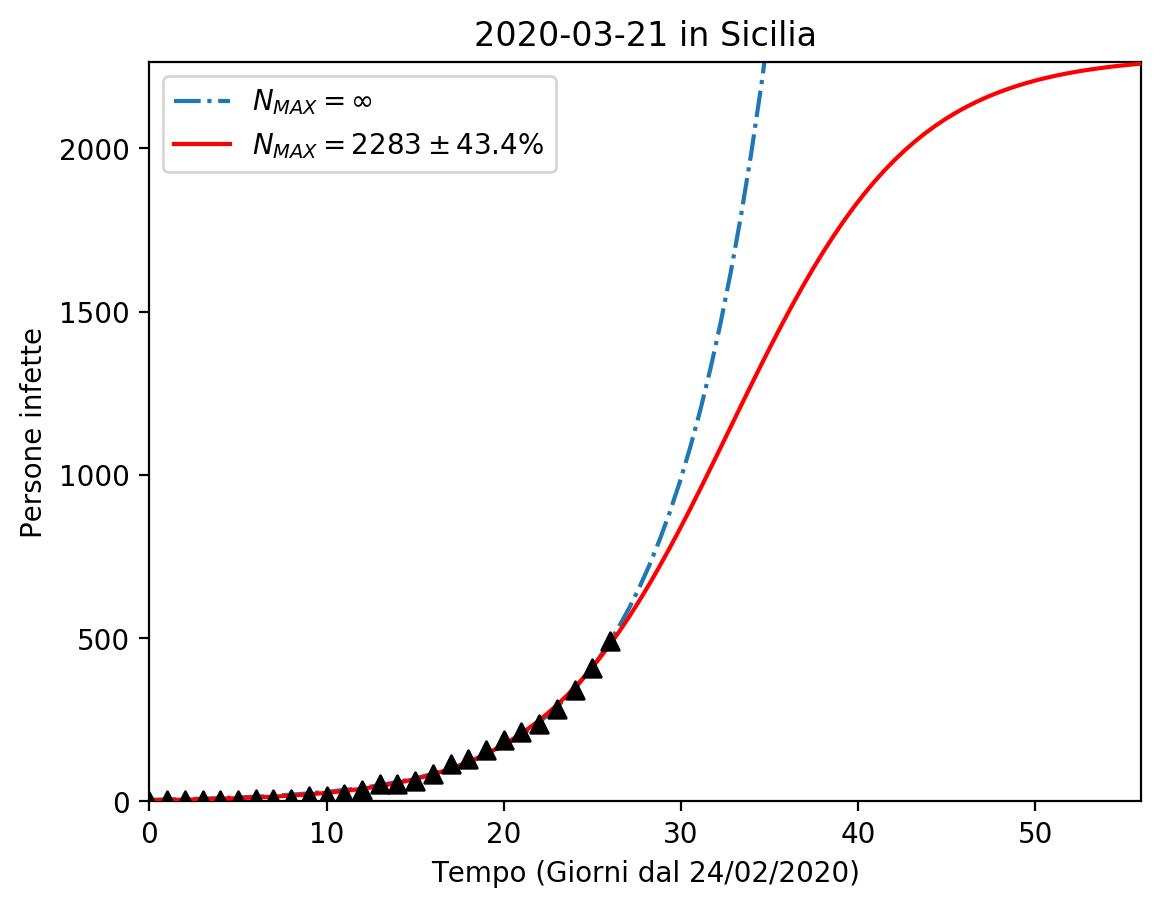 2020-03-21 in Sicilia
N_MAX = ∞
N_MAX = 2283 ± 43.4%
Persone infette
2000
1500
1000
500
0
0 10 20 30 40 50
Tempo (Giorni dal 24/02/2020)